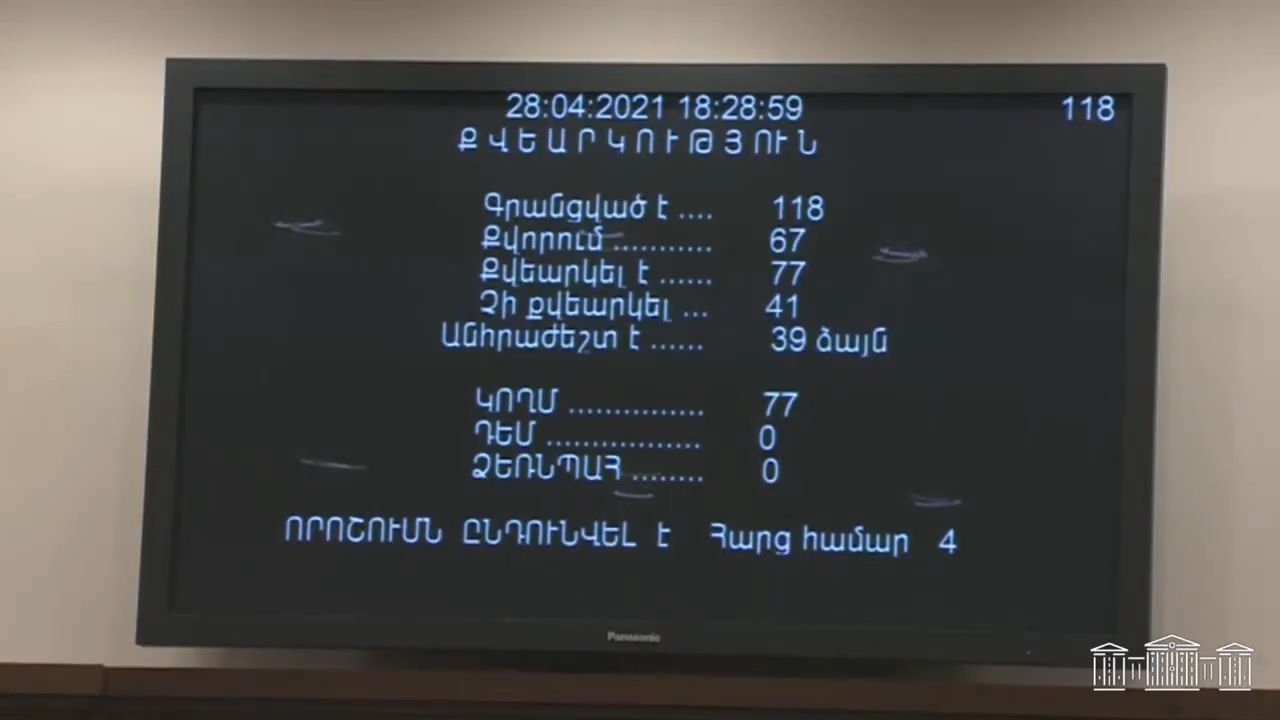 28:04:2021 18:28:59 118
ՔՎԵԱՐԿՈՒԹՅՈՒՆ
Գրանցված է .... 118
Քվորում ........... 67
Քվեարկել է ...... 77
Չի քվեարկել ... 41
Անհրաժեշտ է ...... 39 ձայն
ԿՈՂՄ ............... 77
ԴԵՄ ................. 0
ՁԵՌՆՊԱՀ ........ 0
ՈՐՈՇՈՒՄՆ ԸՆԴՈՒՆՎԵԼ է Հարց համար 4
Panasonic